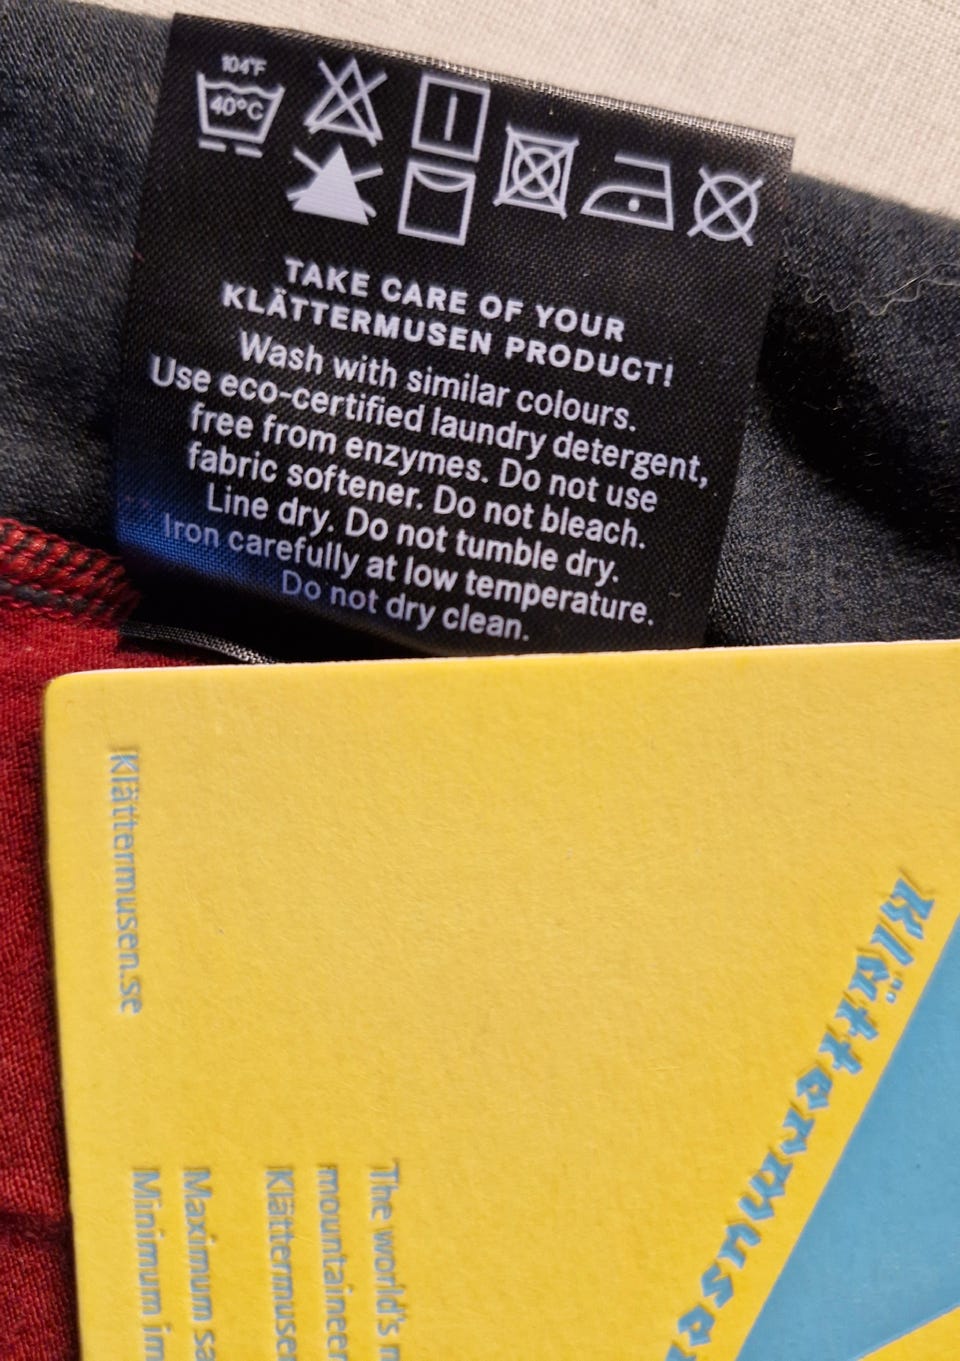 104°F
40°C
TAKE CARE OF YOUR
KLÄTTERMUSEN PRODUCT!
Wash with similar colours.
Use eco-certified laundry detergent,
free from enzymes. Do not use
fabric softener. Do not bleach.
Line dry. Do not tumble dry.
Iron carefully at low temperature.
Do not dry clean.
Klättermusen.se
Klättermusen
The world's
mountaineer
Klättermusen
Maximum
Minimum